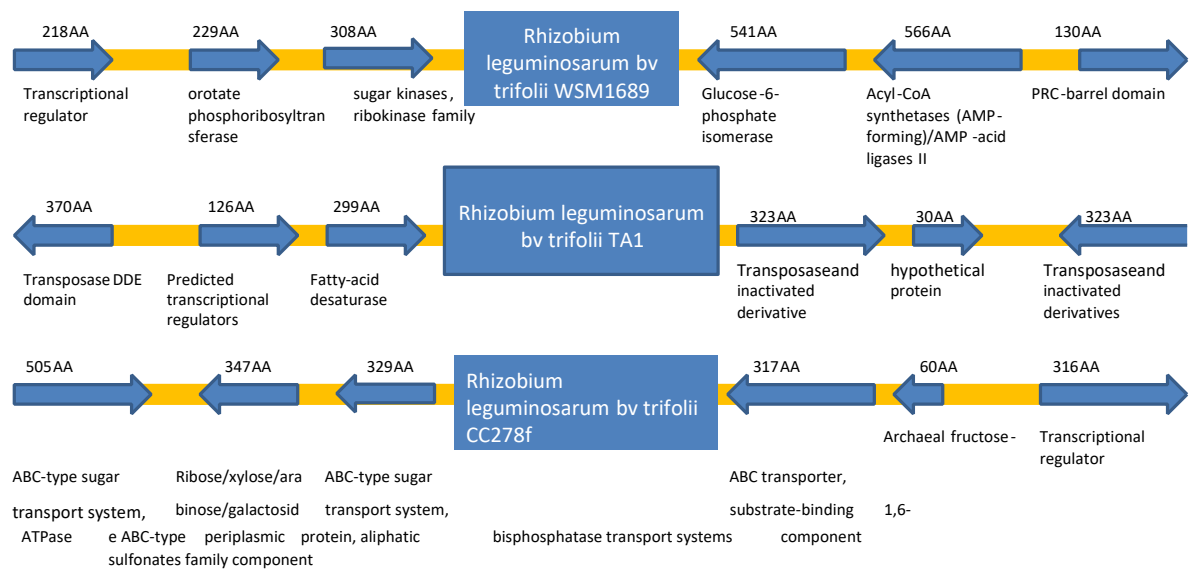 218AA 229AA 308AA 541AA 566AA 130AA
Rhizobium
leguminosarum bv
trifolii WSM1689
Transcriptional
regulator
orotate
phosphoribosyltran
sferase
sugar kinases,
ribokinase family
Glucose-6-
phosphate
isomerase
Acyl-CoA
synthetases (AMP-
forming)/AMP -acid
ligases II
PRC-barrel domain
370AA 126AA 299AA 323AA 30AA 323AA
Rhizobium leguminosarum
bv trifolii TA1
Transposase DDE
domain
Predicted
transcriptional
regulators
Fatty-acid
desaturase
Transposaseand
inactivated
derivative
hypothetical
protein
Transposaseand
inactivated
derivatives
505AA 347AA 329AA 317AA 60AA 316AA
Rhizobium
leguminosarum bv trifolii
CC278f
Archaeal fructose- Transcriptional
regulator
ABC-type sugar Ribose/xylose/ara ABC-type sugar ABC transporter,
transport system, binose/galactosid transport system, substrate-binding 1,6-
ATPase e ABC-type periplasmic protein, aliphatic bisphosphatase transport systems component
sulfonates family component